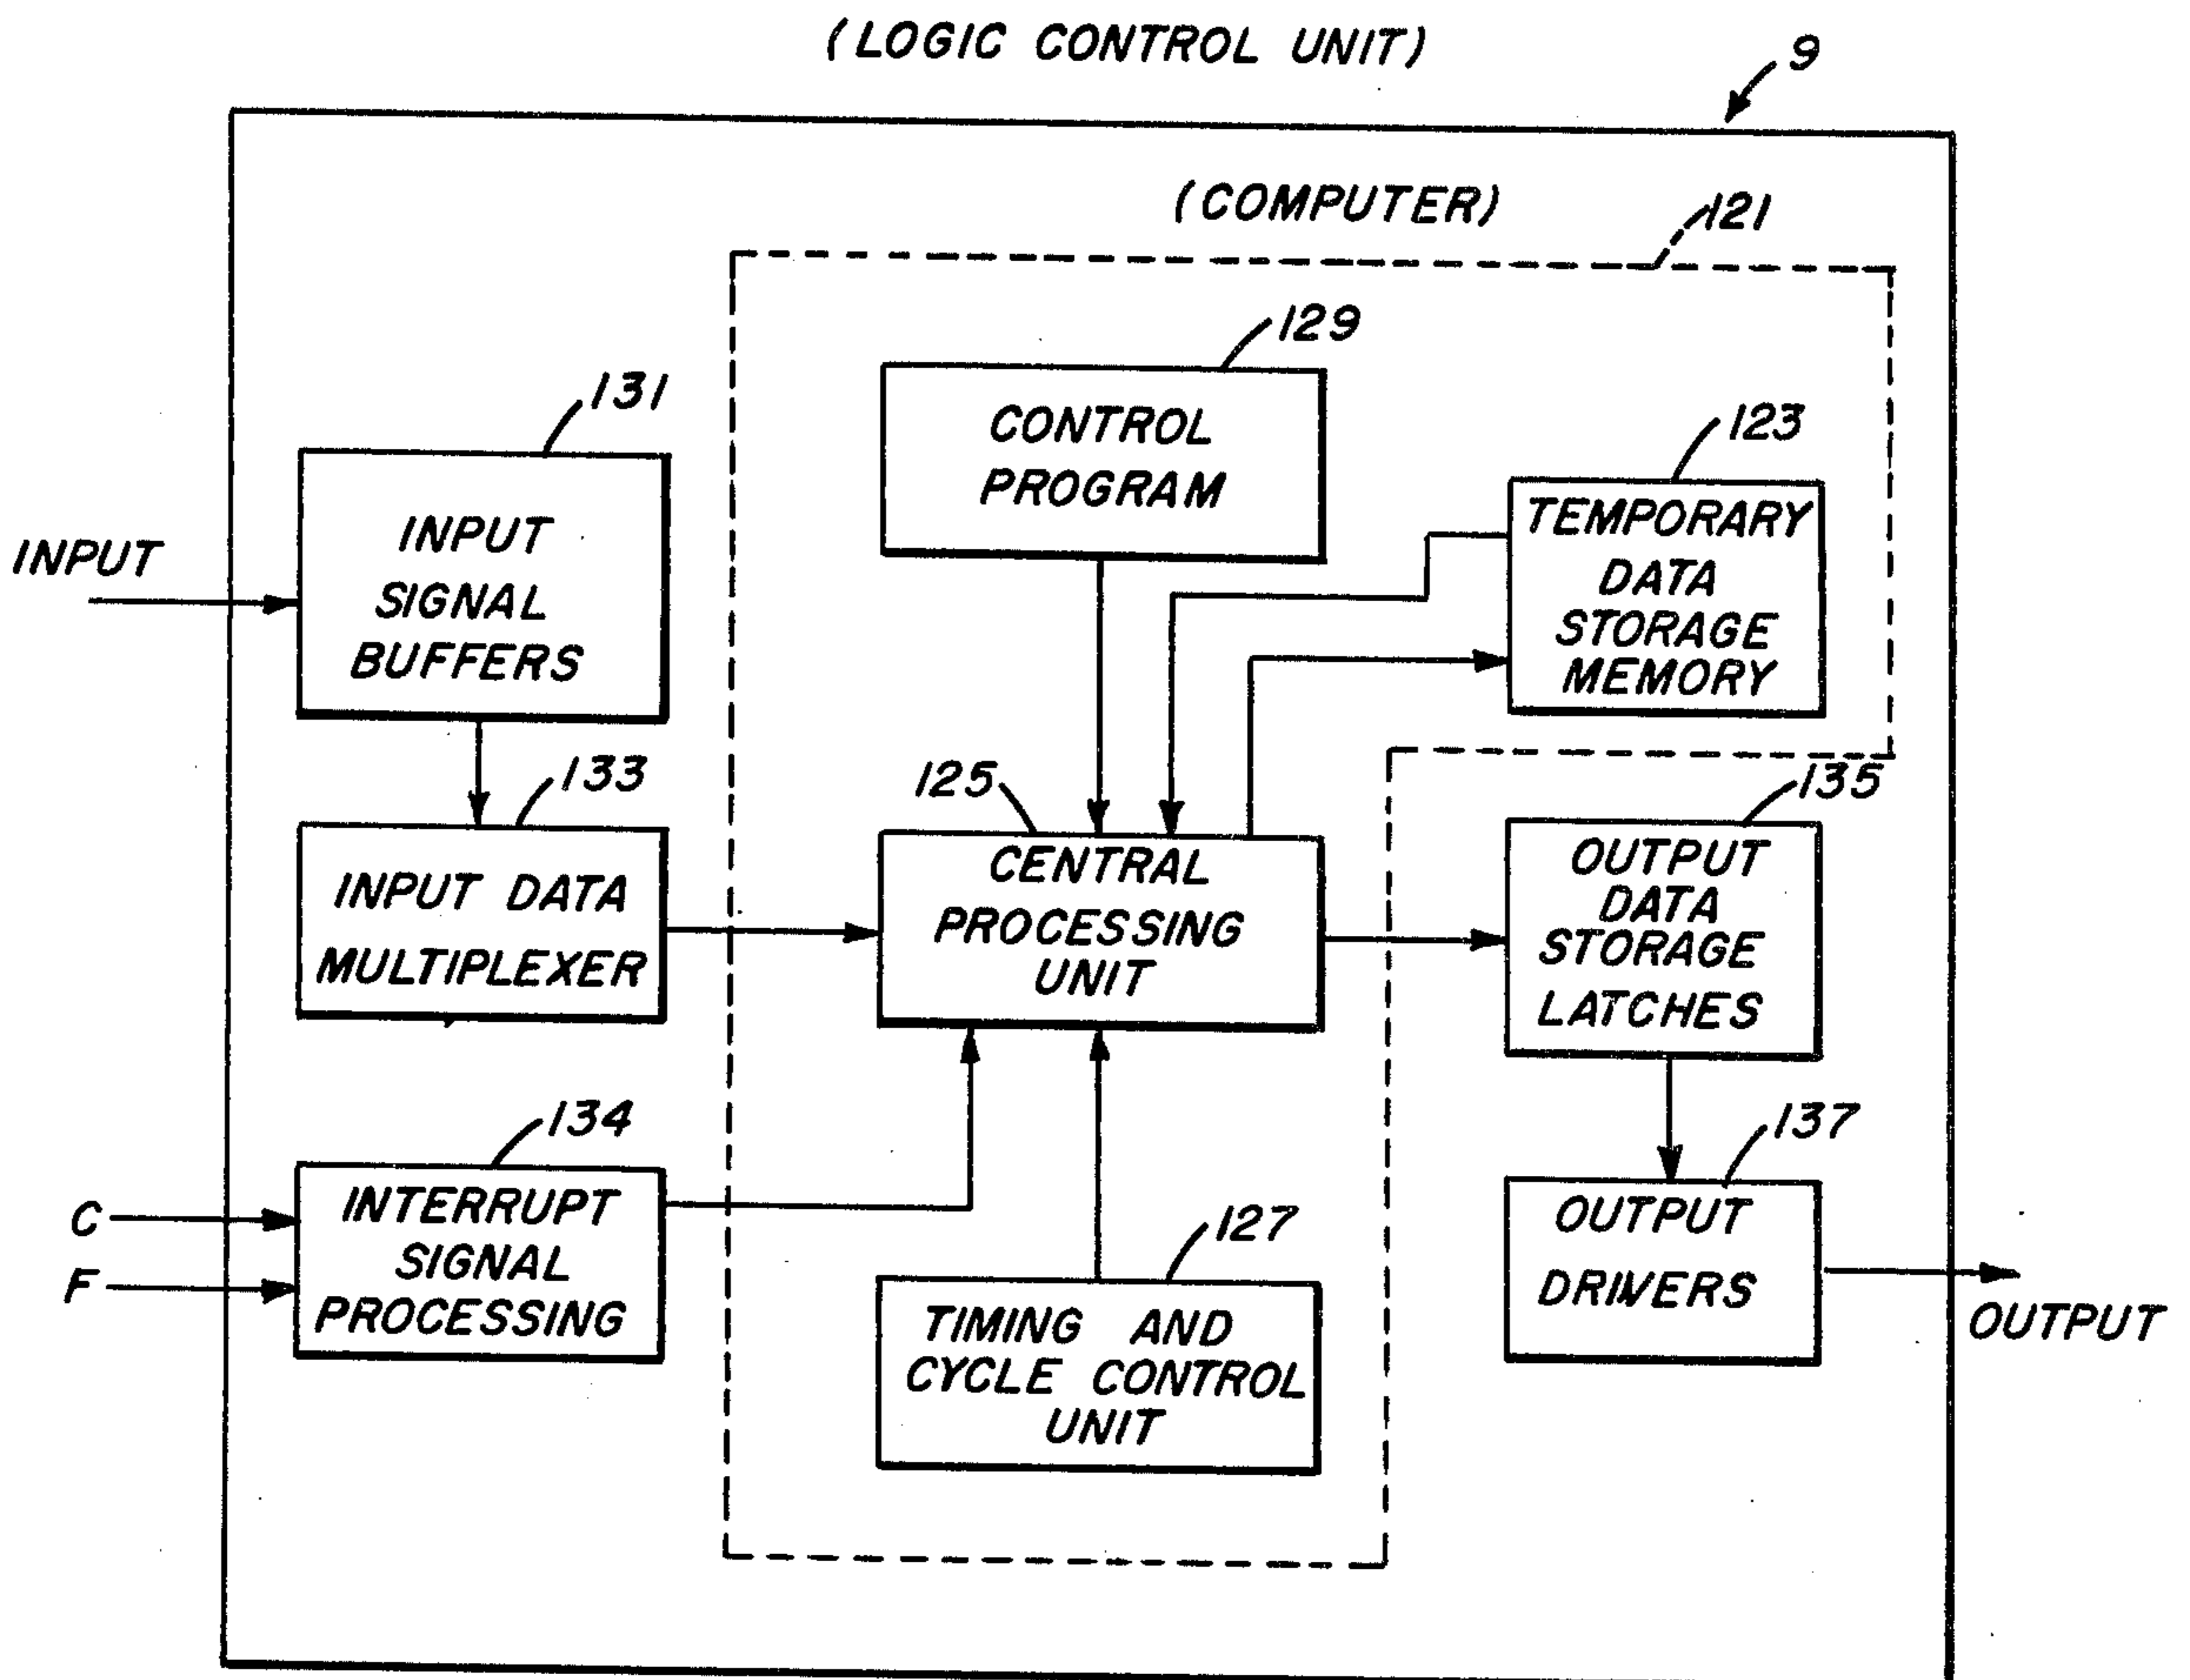 (LOGIC CONTROL UNIT)
9
(COMPUTER)
121
129
CONTROL
PROGRAM
131
INPUT
SIGNAL
BUFFERS
123
TEMPORARY
DATA
STORAGE
MEMORY
INPUT
133
INPUT DATA
MULTIPLEXER
125
CENTRAL
PROCESSING
UNIT
135
OUTPUT
DATA
STORAGE
LATCHES
134
INTERRUPT
SIGNAL
PROCESSING
C
F
127
TIMING AND
CYCLE CONTROL
UNIT
137
OUTPUT
DRIVERS
OUTPUT